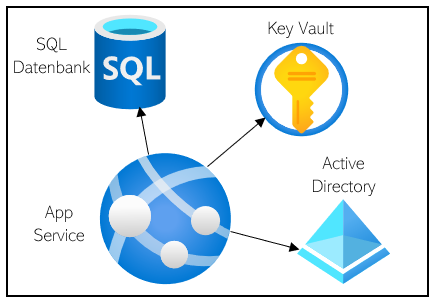 SQL
Datenbank
SQL
Key Vault
Active
Directory
App
Service